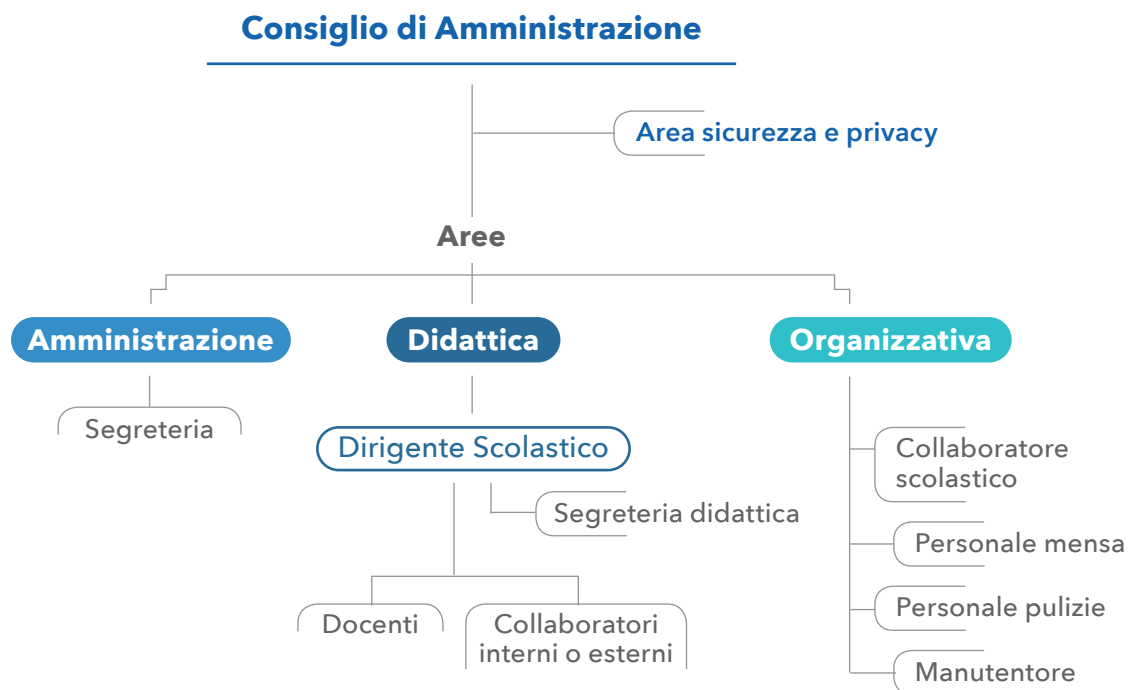 Consiglio di Amministrazione
Area sicurezza e privacy
Aree
Amministrazione
Didattica
Organizzativa
Segreteria
Dirigente Scolastico
Segreteria didattica
Docenti
Collaboratori
interni o esterni
Collaboratore
scolastico
Personale mensa
Personale pulizie
Manutentore